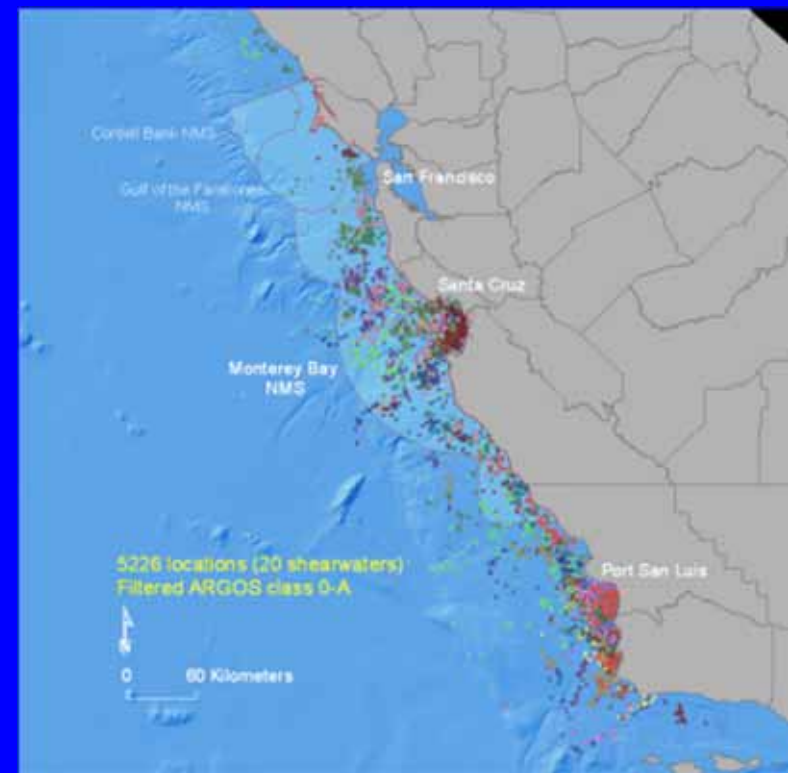 Cordell Bank NMS
Gulf of the Farallones
NMS
San Francisco
Santa Cruz
Monterey Bay
NMS
5226 locations (20 shearwaters)
Filtered ARGOS class 0-A
Port San Luis
N
0 60 Kilometers